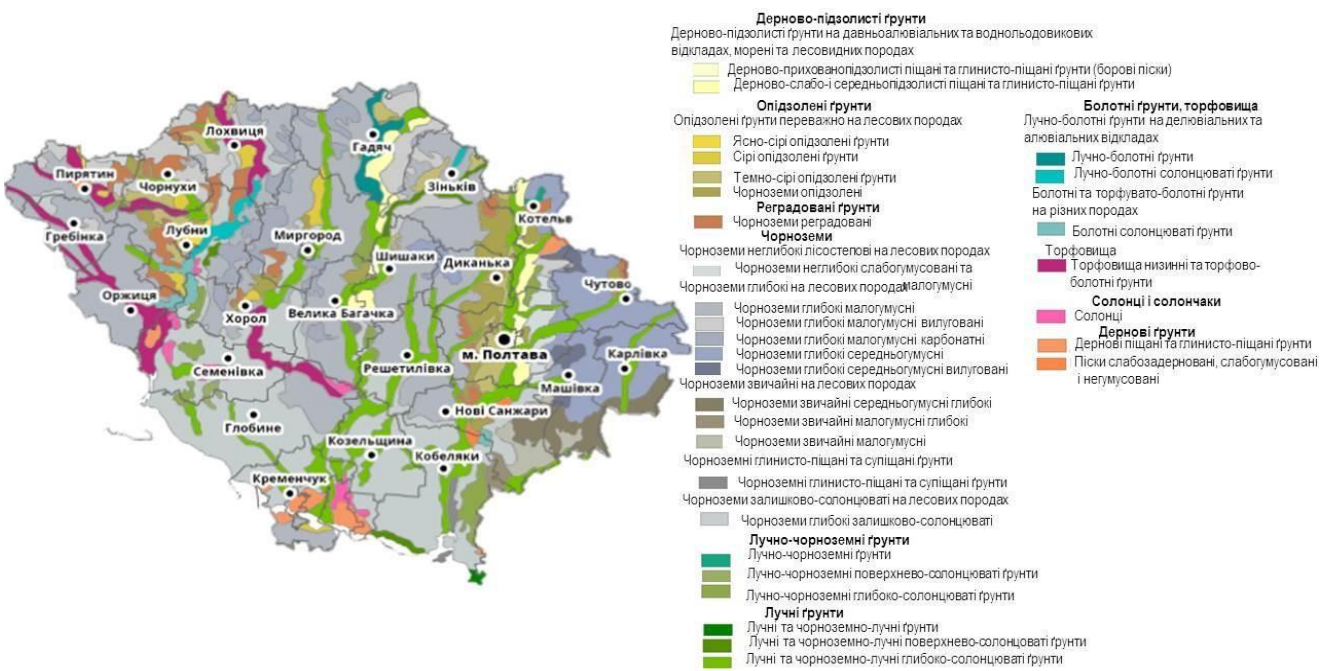 Лохвиця
Гадяч
Пирятин
Чорнухи
Зіньків
Котельв
Гребінка
Лубни
Миргород
Шишаки
Диканька
Чутово
Оржиця
Хорол
Велика Багачка
м. Полтава
Карлівка
Семенівка
Решетилівка
Машівка
Глобине
Нові Санжари
Козельщина
Кобеляки
Кременчук
Дерново-підзолисті ґрунти
Дерново-підзолисті ґрунти на давньоалювіальних та воднольодовикових
відкладах, морені та лесовидних породах
Дерново-прихованопідзолисті піщані та глинисто-піщані ґрунти (борові піски)
Дерново-слабо-і середньопідзолисті піщані та глинисто-піщані ґрунти
Опідзолені ґрунти
Опідзолені ґрунти переважно на лесових породах
Ясно-сірі опідзолені ґрунти
Сірі опідзолені ґрунти
Темно-сірі опідзолені ґрунти
Чорноземи опідзолені
Реградовані ґрунти
Чорноземи реградовані
Чорноземи
Чорноземи неглибокі лісостепові на лесових породах
Чорноземи неглибокі слабогумусовані та
малогумусні
Чорноземи глибокі на лесових породах
Чорноземи глибокі малогумусні
Чорноземи глибокі малогумусні вилуговані
Чорноземи глибокі малогумусні карбонатні
Чорноземи глибокі середньогумусні
Чорноземи глибокі середньогумусні вилуговані
Чорноземи звичайні на лесових породах
Чорноземи звичайні середньогумусні глибокі
Чорноземи звичайні малогумусні глибокі
Чорноземи звичайні малогумусні
Чорноземні глинисто-піщані та супіщані ґрунти
Чорноземні глинисто-піщані та супіщані ґрунти
Чорноземи залишково-солонцюваті на лесових породах
Чорноземи глибокі залишково-солонцюваті
Лучно-чорноземні ґрунти
Лучно-чорноземні ґрунти
Лучно-чорноземні поверхнево-солонцюваті ґрунти
Лучно-чорноземні глибоко-солонцюваті ґрунти
Лучні ґрунти
Лучні та чорноземно-лучні ґрунти
Лучні та чорноземно-лучні поверхнево-солонцоваті ґрунти
Лучні та чорноземно-лучні глибоко-солонцюваті ґрунти
Болотні ґрунти, торфовища
Лучно-болотні ґрунти на делювіальних та
алювіальних відкладах
Лучно-болотні ґрунти
Лучно-болотні солонцюваті ґрунти
Болотні та торфувато-болотні ґрунти
на різних породах
Болотні солонцюваті ґрунти
Торфовища
Торфовища низинні та торфово-
болотні ґрунти
Солонці і солончаки
Солонці
Дернові ґрунти
Дернові піщані та глинисто-піщані ґрунти
Піски слабозадерновані, слабогумусовані
і негумусовані